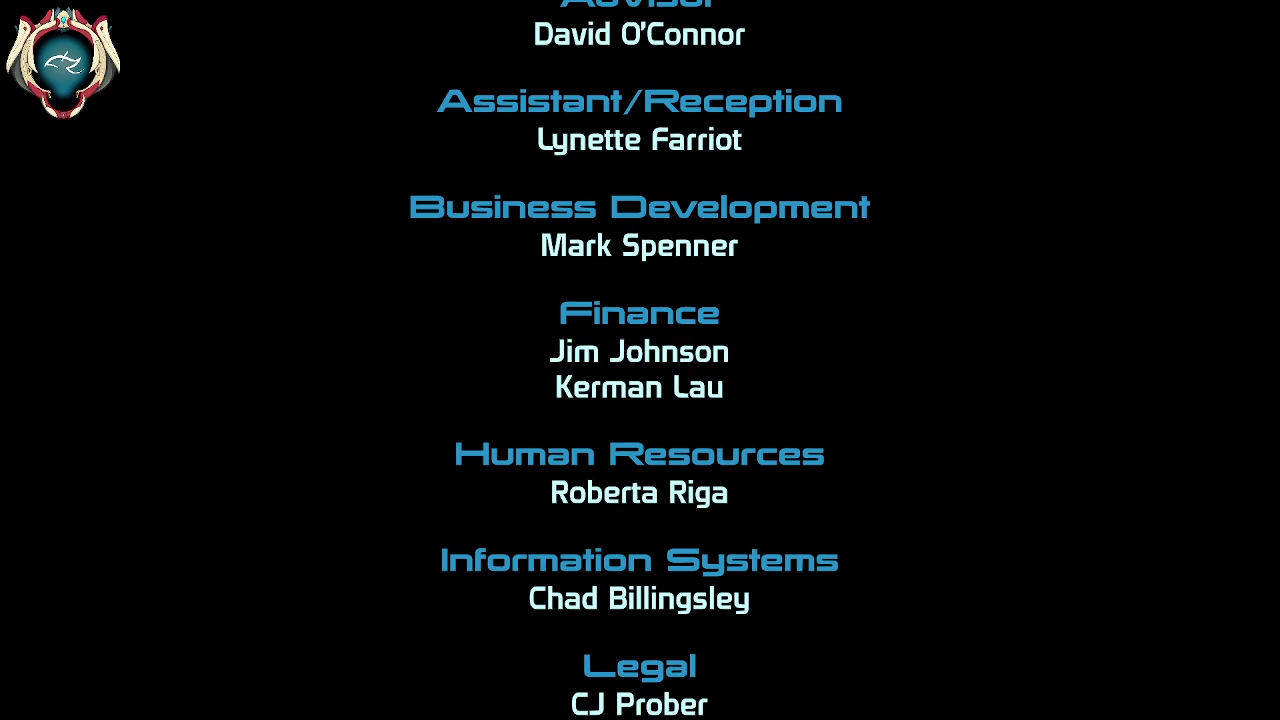 Advisor
David O'Connor
Assistant/Reception
Lynette Farriot
Business Development
Mark Spenner
Finance
Jim Johnson
Kerman Lau
Human Resources
Roberta Riga
Information Systems
Chad Billingsley
Legal
CJ Prober